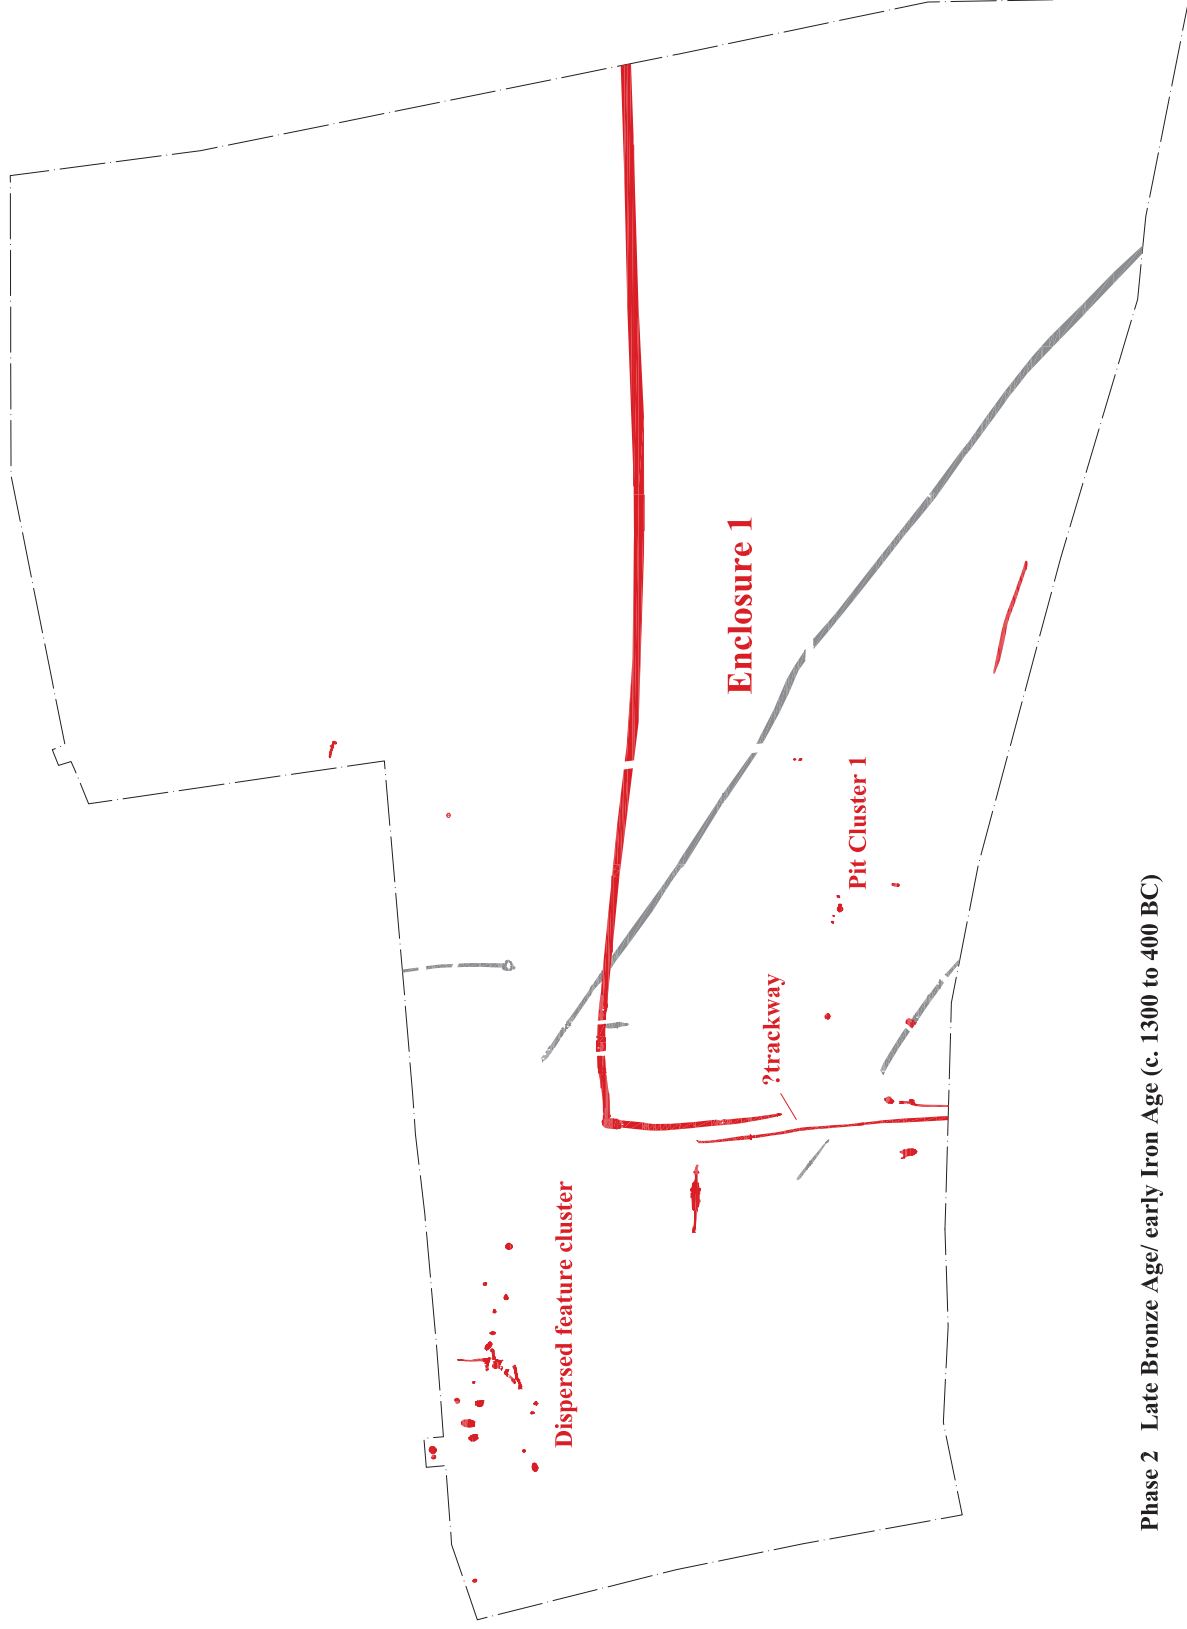 Dispersed feature cluster
?trackway
Enclosure 1
Pit Cluster 1
Phase 2 Late Bronze Age/ early Iron Age (c. 1300 to 400 BC)